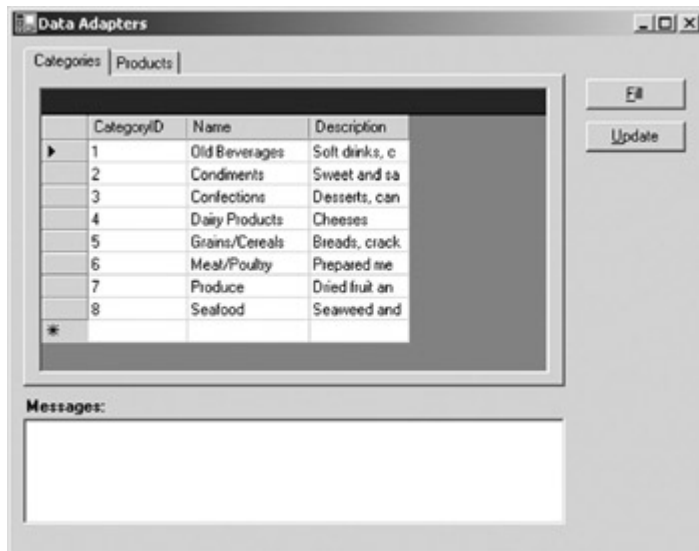 Data Adapters
Categories Products
Fill
Update
CategoryID Name Description
1 Old Beverages Soft drinks, c
2 Condiments Sweet and sa
3 Confections Desserts, can
4 Dairy Products Cheeses
5 Grains/Cereals Breads, crack
6 Meat/Poultry Prepared me
7 Produce Dried fruit an
8 Seafood Seaweed and
Messages: